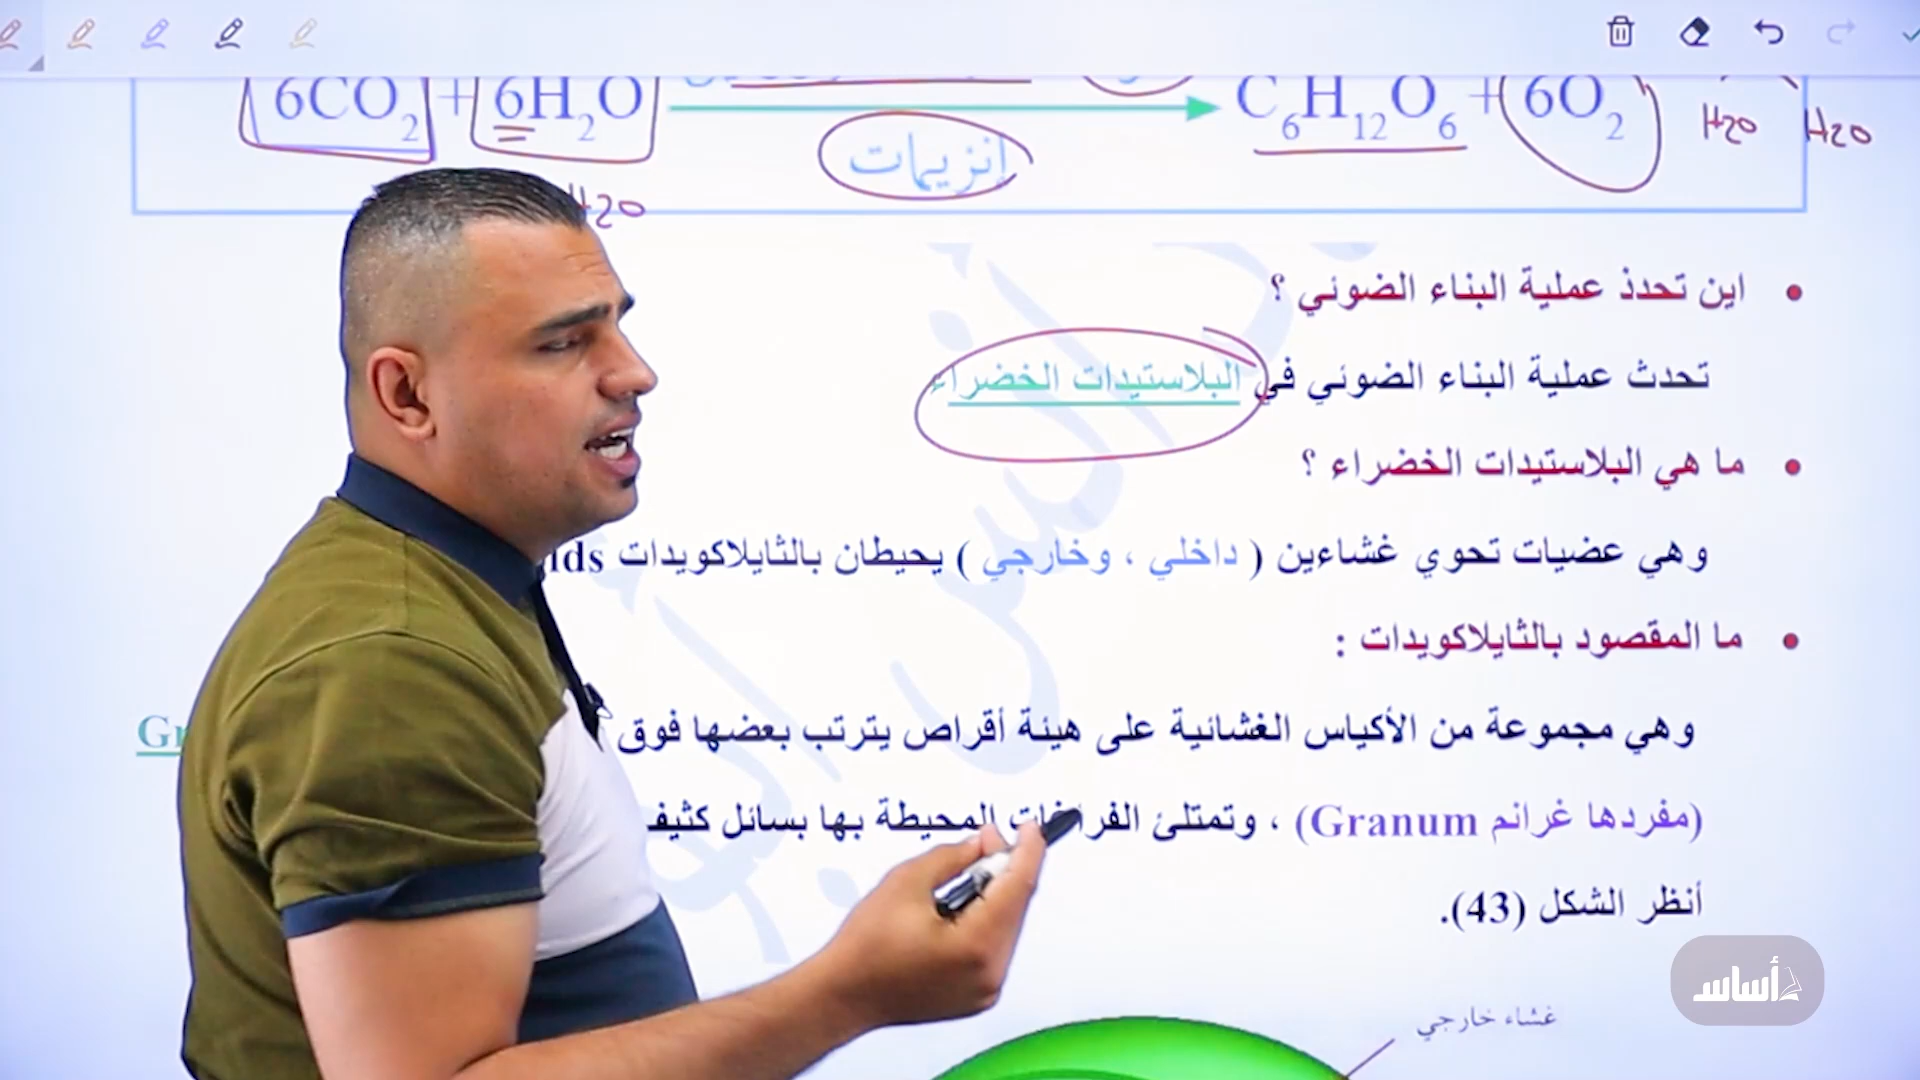 6CO2 + 6H2O → C6H12O6 + 6O2
إنزيمات
H2O H2O
H2O
• اين تحدذ عملية البناء الضوئي ؟
تحدث عملية البناء الضوئي في البلاستيدات الخضراء
• ما هي البلاستيدات الخضراء ؟
وهي عضيات تحوي غشاءين ( داخلي ، وخارجي ) يحيطان بالثايلاكويدات
• ما المقصود بالثايلاكويدات :
وهي مجموعة من الأكياس الغشائية على هيئة أقراص يترتب بعضها فوق
(مفردها غرانم Granum) ، وتمتلئ الفراغات المحيطة بها بسائل كثيف
أنظر الشكل (43).
أساس
غشاء خارجي